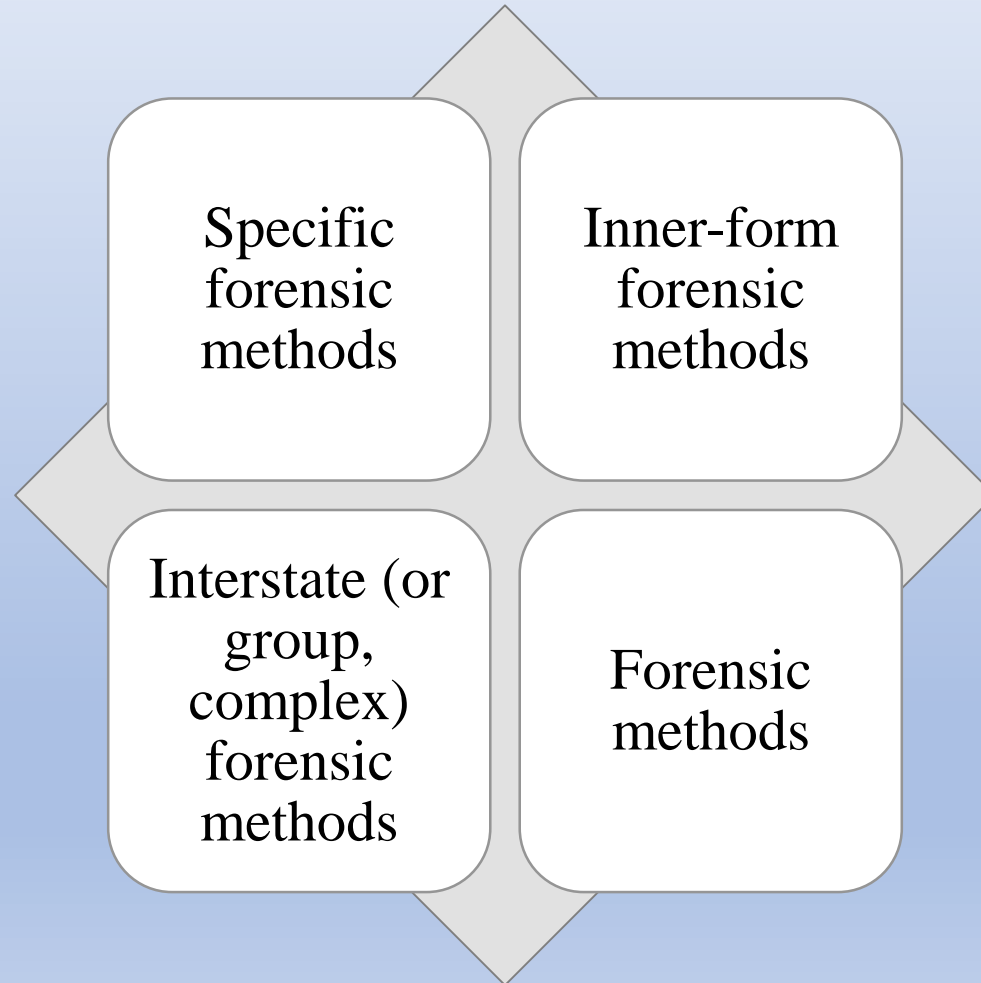 Specific
forensic
methods
Inner-form
forensic
methods
Interstate (or
group,
complex)
forensic
methods
Forensic
methods